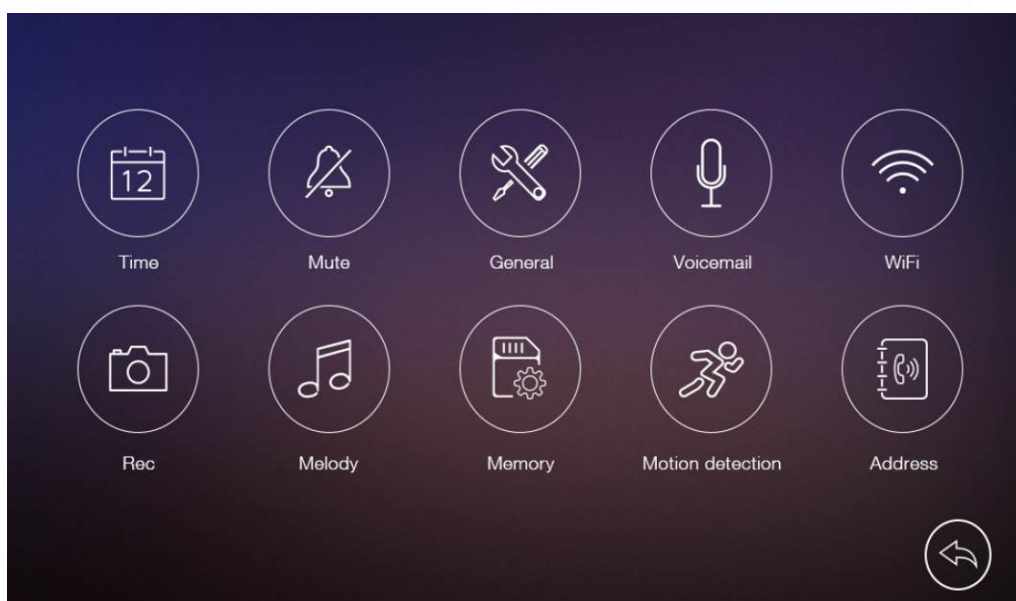 12
Time
Mute
General
Voicemail
WiFi
Rec
Melody
Memory
Motion detection
Address